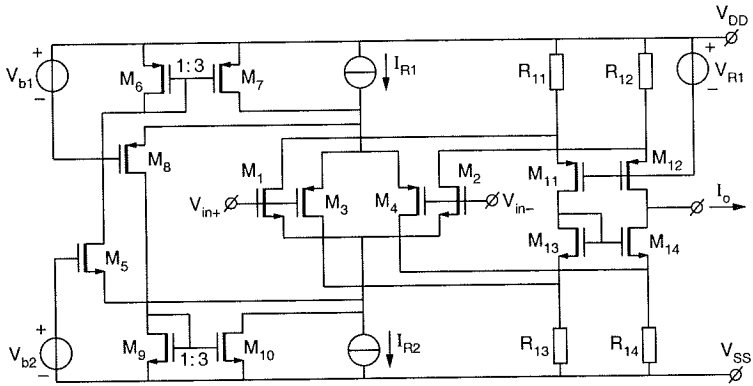 V_DD
+
V_b1
−
M_6
1:3
M_7
I_R1
R_11
R_12
+
V_R1
−
M_8
M_1
M_2
M_11
M_12
V_in+
M_3
M_4
V_in−
I_o
M_5
M_13
M_14
+
V_b2
−
M_9
1:3
M_10
I_R2
R_13
R_14
V_SS